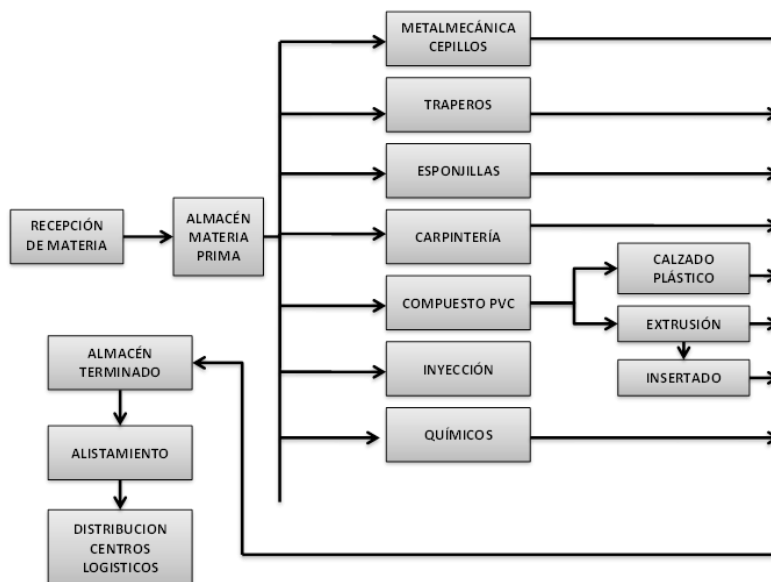 METALMECÁNICA
CEPILLOS
TRAPEROS
ESPONJILLAS
RECEPCIÓN
DE MATERIA
ALMACÉN
MATERIA
PRIMA
CARPINTERÍA
CALZADO
PLÁSTICO
COMPUESTO PVC
EXTRUSIÓN
ALMACÉN
TERMINADO
INYECCIÓN
INSERTADO
ALISTAMIENTO
QUÍMICOS
DISTRIBUCION
CENTROS
LOGISTICOS